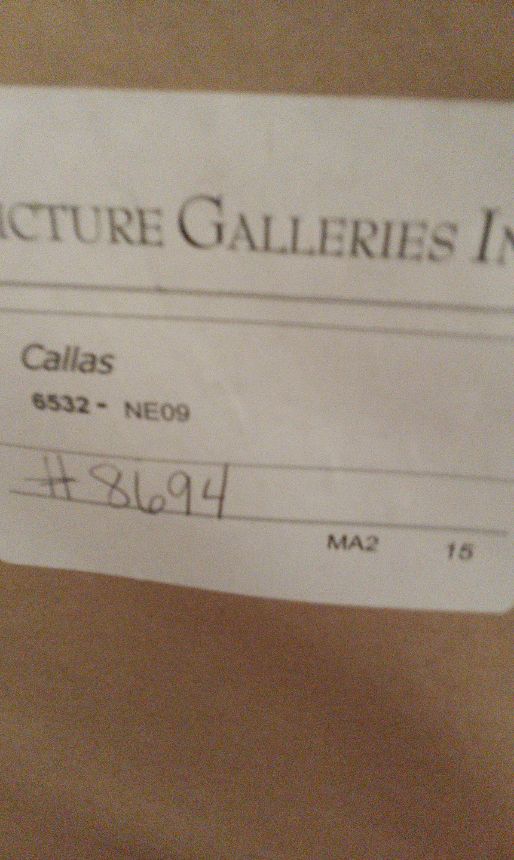 ICTURE GALLERIES IN
Callas
6532- NE09
#8694
MA2 15